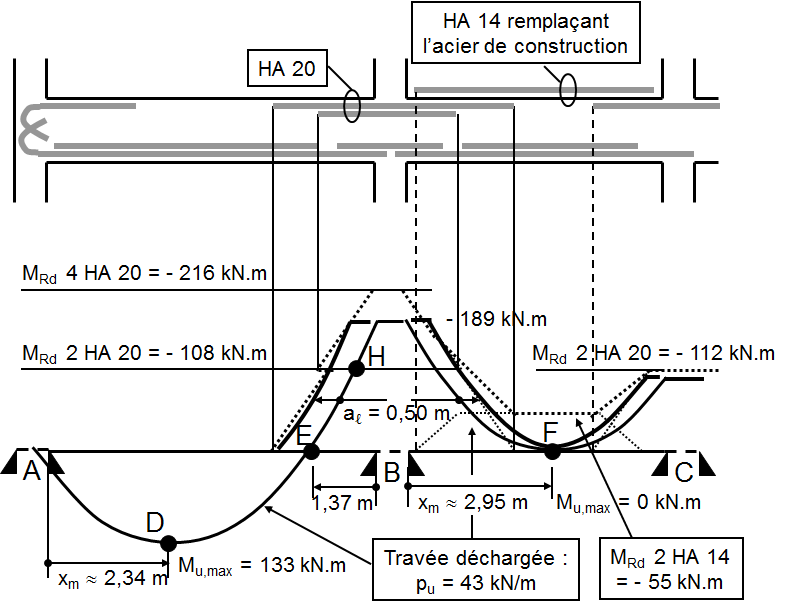 HA 14 remplaçant
l'acier de construction
HA 20
MRd 4 HA 20 = - 216 kN.m
- 189 kN.m
MRd 2 HA 20 = - 108 kN.m
H
MRd 2 HA 20 = - 112 kN.m
aℓ = 0,50 m
E
F
A
B
C
1,37 m
xm ≈ 2,95 m
Mu,max = 0 kN.m
D
Mu,max = 133 kN.m
xm ≈ 2,34 m
Travée déchargée :
pu = 43 kN/m
MRd 2 HA 14
= - 55 kN.m